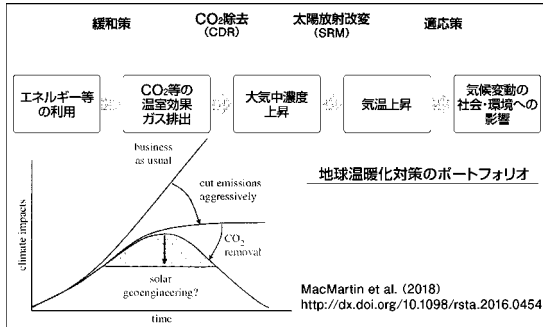 緩和策
CO₂除去
(CDR)
太陽放射改変
(SRM)
適応策
エネルギー等
の利用
CO₂等の
温室効果
ガス排出
大気中濃度
上昇
気温上昇
気候変動の
社会・環境への
影響
地球温暖化対策のポートフォリオ
business
as usual
cut emissions
aggressively
CO₂
removal
solar
geoengineering?
climate impacts
time
MacMartin et al. (2018)
http://dx.doi.org/10.1098/rsta.2016.0454